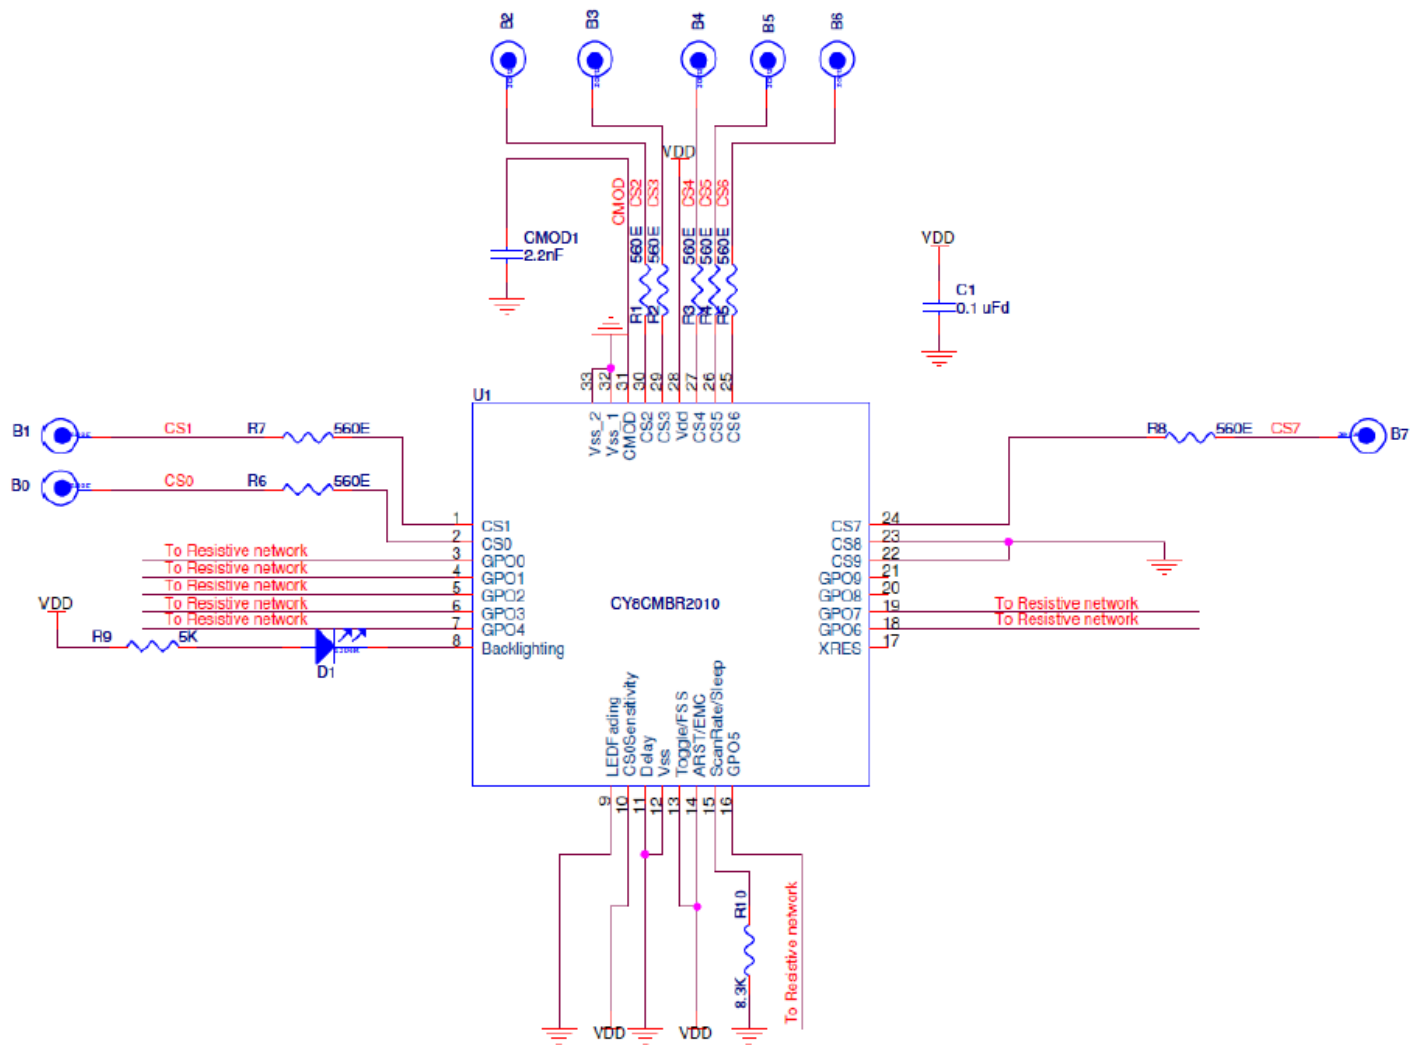 B2
B3
B4
B5
B6
VDD
CMOD
CS2
CS3
CS4
CS5
CS6
CMOD1
2.2nF
560E
560E
560E
560E
560E
R1
R2
R3
R4
R5
VDD
C1
0.1 uFd
33
32
31
30
29
28
27
26
25
U1
Vss_2
Vss_1
CMOD
CS2
CS3
Vdd
CS4
CS5
CS6
B1
CS1
R7
560E
R8
560E
CS7
B7
B0
CS0
R6
560E
1
CS1
2
CS0
3
GPO0
4
GPO1
5
GPO2
6
GPO3
7
GPO4
8
Backlighting
To Resistive network
To Resistive network
To Resistive network
To Resistive network
To Resistive network
VDD
R9
5K
D1
CY8CMBR2010
CS7
24
CS8
23
CS9
22
GPO9
21
GPO8
20
GPO7
19
GPO6
18
XRES
17
To Resistive network
To Resistive network
LEDFading
CS0Sensitivity
Delay
Vss
Toggle/FSS
ARST/EMC
ScanRate/Sleep
GPO5
9
10
11
12
13
14
15
16
R10
8.3K
To Resistive network
VDD
VDD